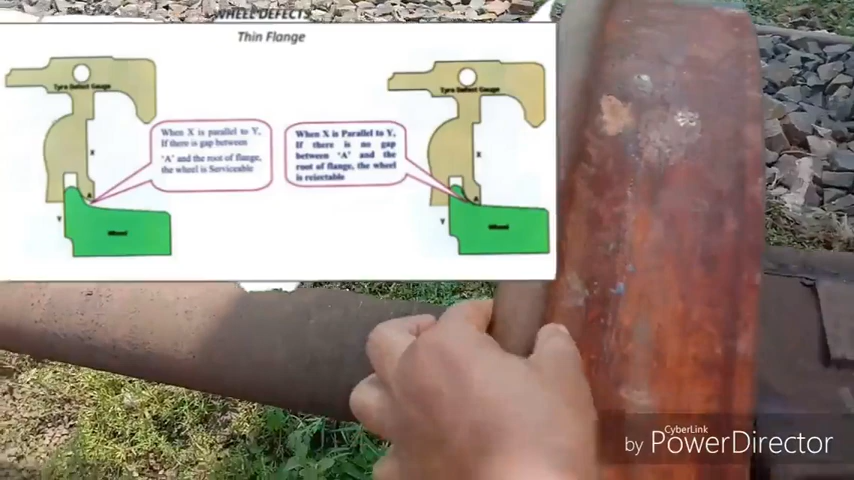 WHEEL DEFECTS
Thin Flange
Tyre Defect Gauge
Tyre Defect Gauge
When X is parallel to Y,
If there is gap between
'A' and the root of flange,
the wheel is Serviceable
When X is Parallel to Y,
If there is no gap
between 'A' and the
root of flange, the wheel
is rejectable
X
X
A
A
Y
Y
Wheel
Wheel
CyberLink
by PowerDirector